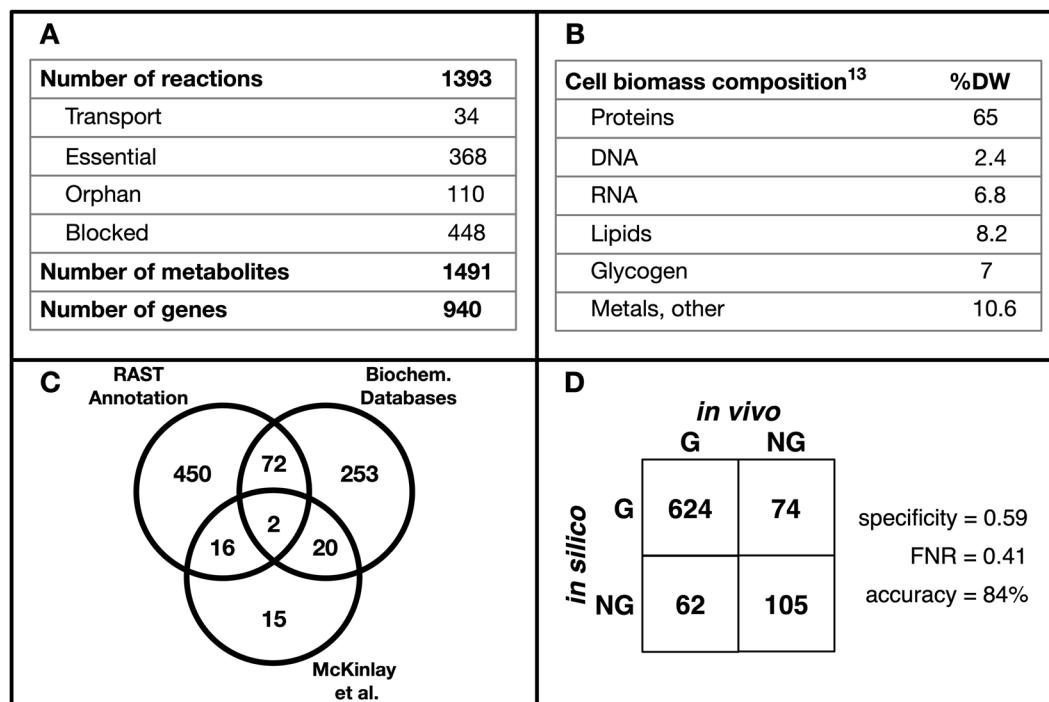 A
Number of reactions 1393
Transport 34
Essential 368
Orphan 110
Blocked 448
Number of metabolites 1491
Number of genes 940
B
Cell biomass composition13 %DW
Proteins 65
DNA 2.4
RNA 6.8
Lipids 8.2
Glycogen 7
Metals, other 10.6
C
RAST
Annotation
Biochem.
Databases
450
72
253
2
16
20
15
McKinlay
et al.
D
in vivo
G NG
in silico
G 624 74
NG 62 105
specificity = 0.59
FNR = 0.41
accuracy = 84%